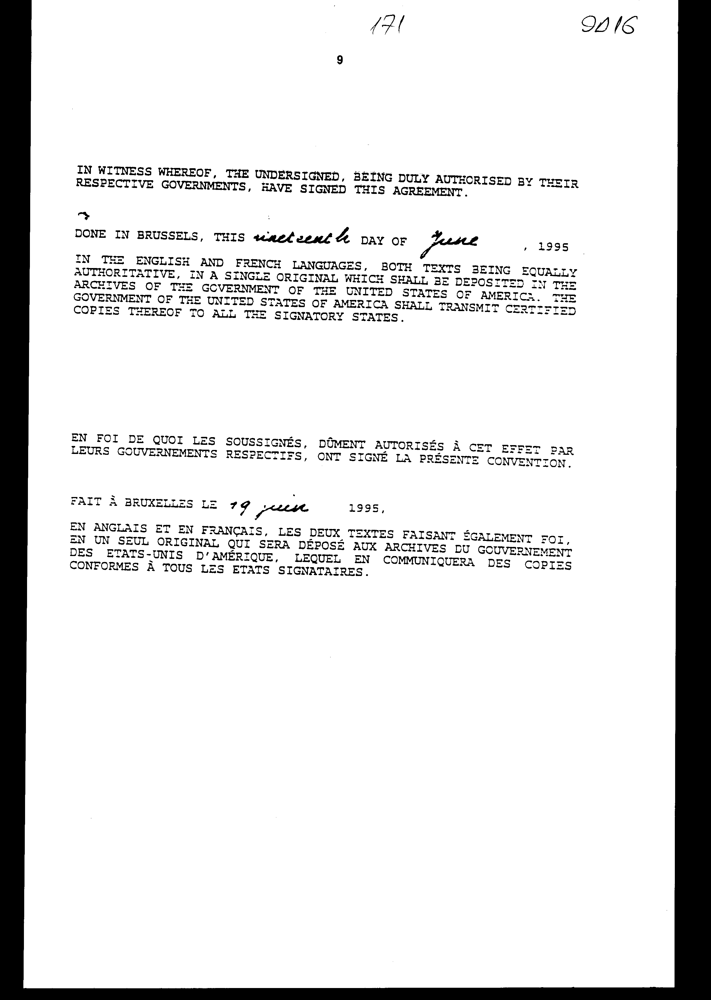 171 9D16
9
IN WITNESS WHEREOF, THE UNDERSIGNED, BEING DULY AUTHORISED BY THEIR
RESPECTIVE GOVERNMENTS, HAVE SIGNED THIS AGREEMENT.
DONE IN BRUSSELS, THIS nineteenth DAY OF June , 1995
IN THE ENGLISH AND FRENCH LANGUAGES, BOTH TEXTS BEING EQUALLY
AUTHORITATIVE, IN A SINGLE ORIGINAL WHICH SHALL BE DEPOSITED IN THE
ARCHIVES OF THE GOVERNMENT OF THE UNITED STATES OF AMERICA. THE
GOVERNMENT OF THE UNITED STATES OF AMERICA SHALL TRANSMIT CERTIFIED
COPIES THEREOF TO ALL THE SIGNATORY STATES.
EN FOI DE QUOI LES SOUSSIGNÉS, DÛMENT AUTORISÉS À CET EFFET PAR
LEURS GOUVERNEMENTS RESPECTIFS, ONT SIGNÉ LA PRÉSENTE CONVENTION.
FAIT À BRUXELLES LE 19 juin 1995,
EN ANGLAIS ET EN FRANÇAIS, LES DEUX TEXTES FAISANT ÉGALEMENT FOI,
EN UN SEUL ORIGINAL QUI SERA DÉPOSÉ AUX ARCHIVES DU GOUVERNEMENT
DES ETATS-UNIS D'AMÉRIQUE, LEQUEL EN COMMUNIQUERA DES COPIES
CONFORMES À TOUS LES ETATS SIGNATAIRES.